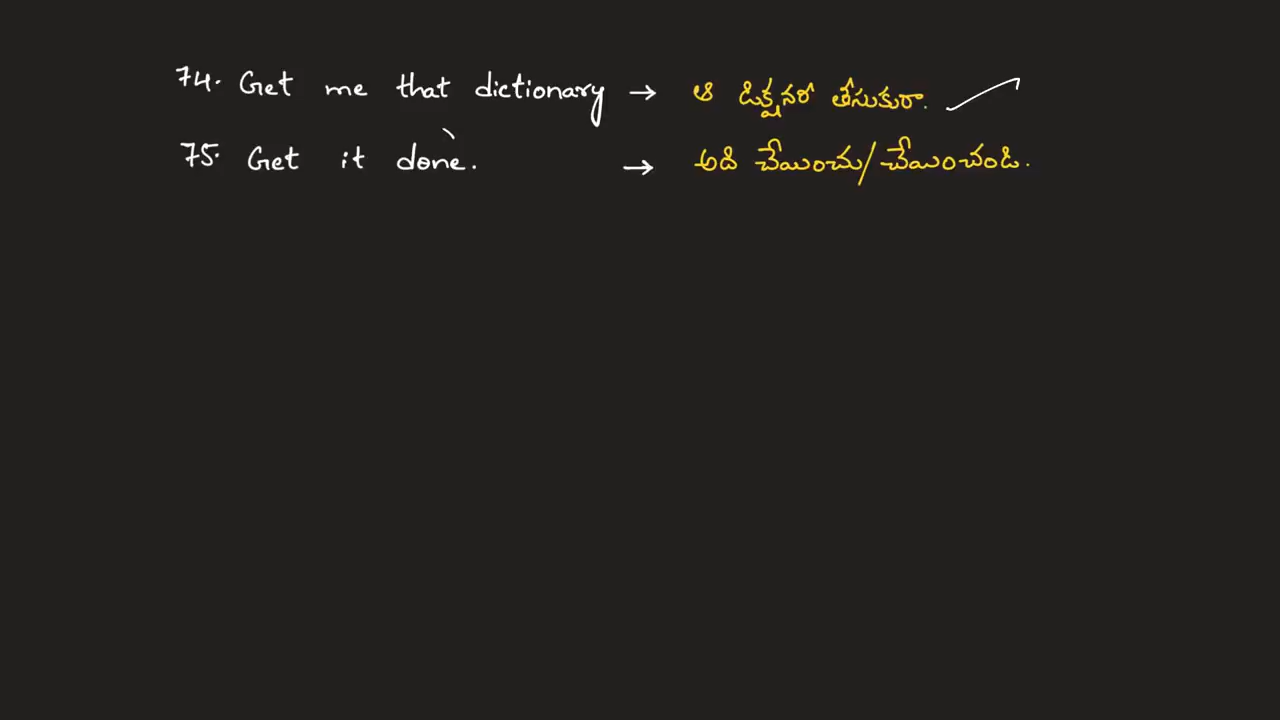 74. Get me that dictionary → ఆ డిక్షనరీ తీసుకురా.
75. Get it done. → అది చేయించు/చేయించండి.